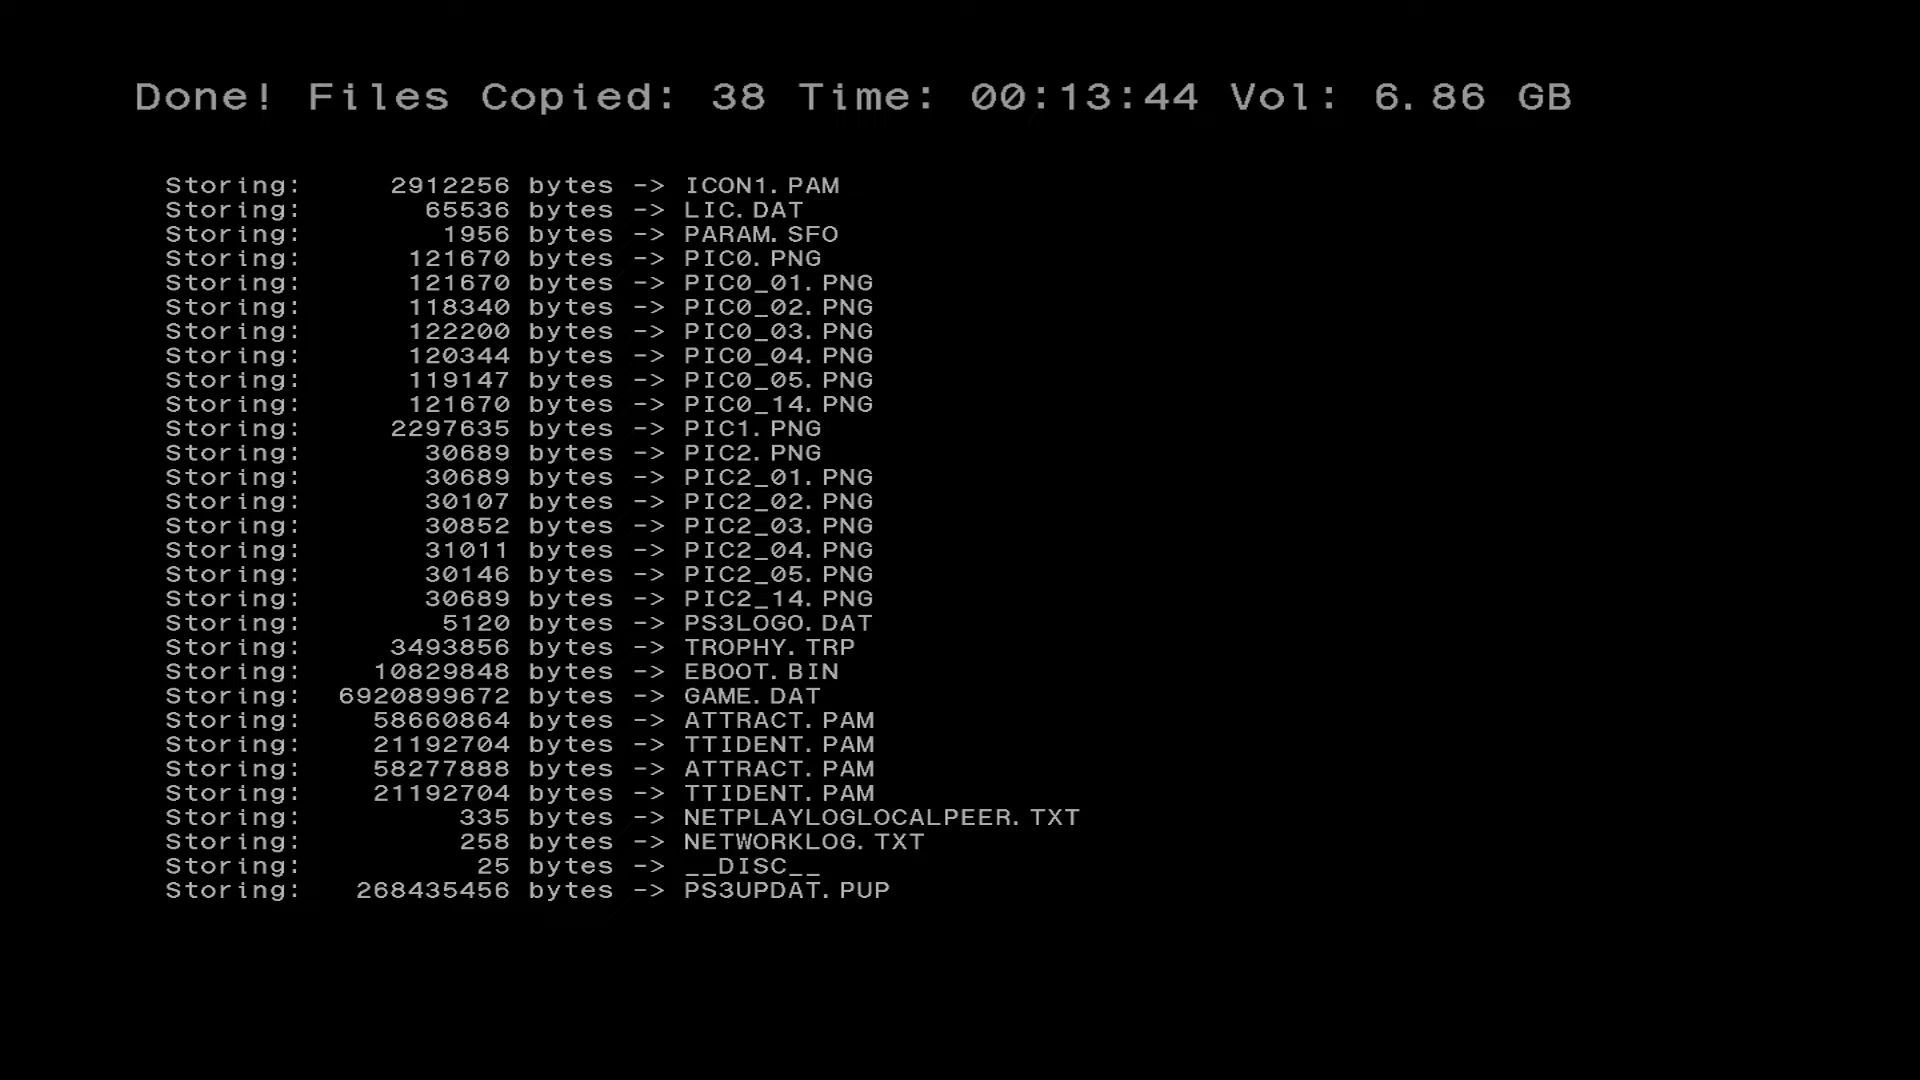 Done! Files Copied: 38 Time: 00:13:44 Vol: 6.86 GB
Storing: 2912256 bytes -> ICON1.PAM
Storing: 65536 bytes -> LIC.DAT
Storing: 1956 bytes -> PARAM.SFO
Storing: 121670 bytes -> PIC0.PNG
Storing: 121670 bytes -> PIC0_01.PNG
Storing: 118340 bytes -> PIC0_02.PNG
Storing: 122200 bytes -> PIC0_03.PNG
Storing: 120344 bytes -> PIC0_04.PNG
Storing: 119147 bytes -> PIC0_05.PNG
Storing: 121670 bytes -> PIC0_14.PNG
Storing: 2297635 bytes -> PIC1.PNG
Storing: 30689 bytes -> PIC2.PNG
Storing: 30689 bytes -> PIC2_01.PNG
Storing: 30107 bytes -> PIC2_02.PNG
Storing: 30852 bytes -> PIC2_03.PNG
Storing: 31011 bytes -> PIC2_04.PNG
Storing: 30146 bytes -> PIC2_05.PNG
Storing: 30689 bytes -> PIC2_14.PNG
Storing: 5120 bytes -> PS3LOGO.DAT
Storing: 3493856 bytes -> TROPHY.TRP
Storing: 10829848 bytes -> EBOOT.BIN
Storing: 6920899672 bytes -> GAME.DAT
Storing: 58660864 bytes -> ATTRACT.PAM
Storing: 21192704 bytes -> TTIDENT.PAM
Storing: 58277888 bytes -> ATTRACT.PAM
Storing: 21192704 bytes -> TTIDENT.PAM
Storing: 335 bytes -> NETPLAYLOGLOCALPEER.TXT
Storing: 258 bytes -> NETWORKLOG.TXT
Storing: 25 bytes -> __DISC__
Storing: 268435456 bytes -> PS3UPDAT.PUP